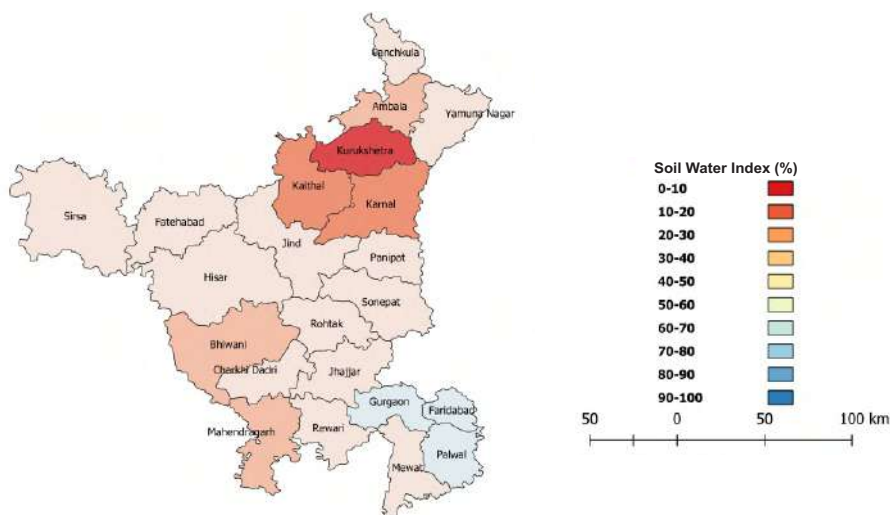 Panchkula
Ambala
Yamuna Nagar
Kurukshetra
Kaithal
Karnal
Sirsa
Fatehabad
Jind
Panipat
Hisar
Sonepat
Rohtak
Bhiwani
Charkhi Dadri
Jhajjar
Gurgaon
Faridabad
Mahendragarh
Rewari
Palwal
Mewat
Soil Water Index (%)
0-10
10-20
20-30
30-40
40-50
50-60
60-70
70-80
80-90
90-100
50 0 50 100 km